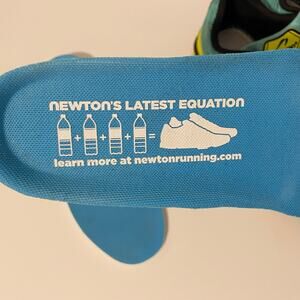 NEWTON'S LATEST EQUATION
+ + + =
learn more at newtonrunning.com